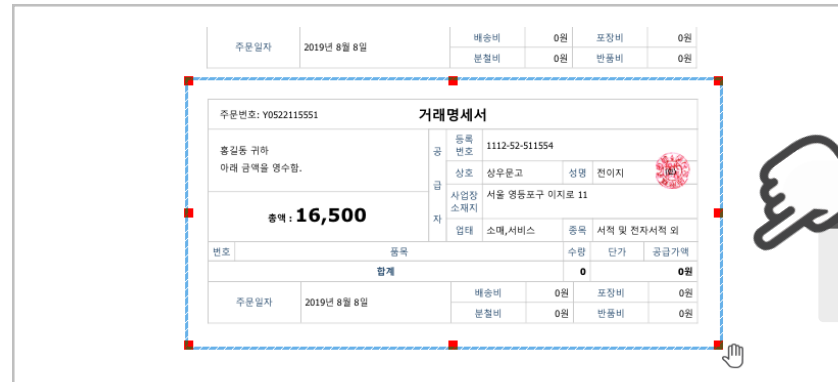 주문일자 2019년 8월 8일 배송비 0원 포장비 0원
분철비 0원 반품비 0원
주문번호: Y0522115551 거래명세서
홍길동 귀하
아래 금액을 영수함.
총액 : 16,500
공급자
등록번호 1112-52-511554
상호 상우문고 성명 전이지
사업장소재지 서울 영등포구 이지로 11
업태 소매,서비스 종목 서적 및 전자서적 외
번호 품목 수량 단가 공급가액
합계 0 0원
주문일자 2019년 8월 8일 배송비 0원 포장비 0원
분철비 0원 반품비 0원